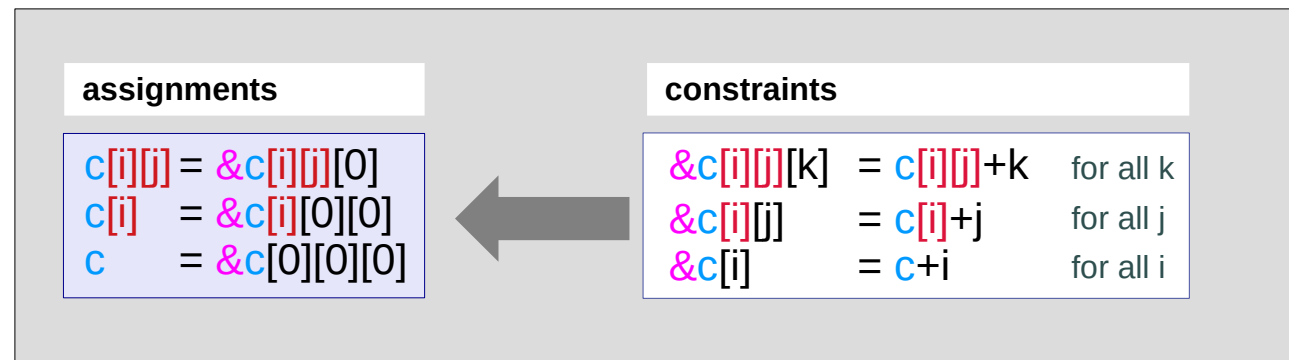 assignments
c[i][j] = &c[i][j][0]
c[i] = &c[i][0][0]
c = &c[0][0][0]
constraints
&c[i][j][k] = c[i][j]+k for all k
&c[i][j] = c[i]+j for all j
&c[i] = c+i for all i